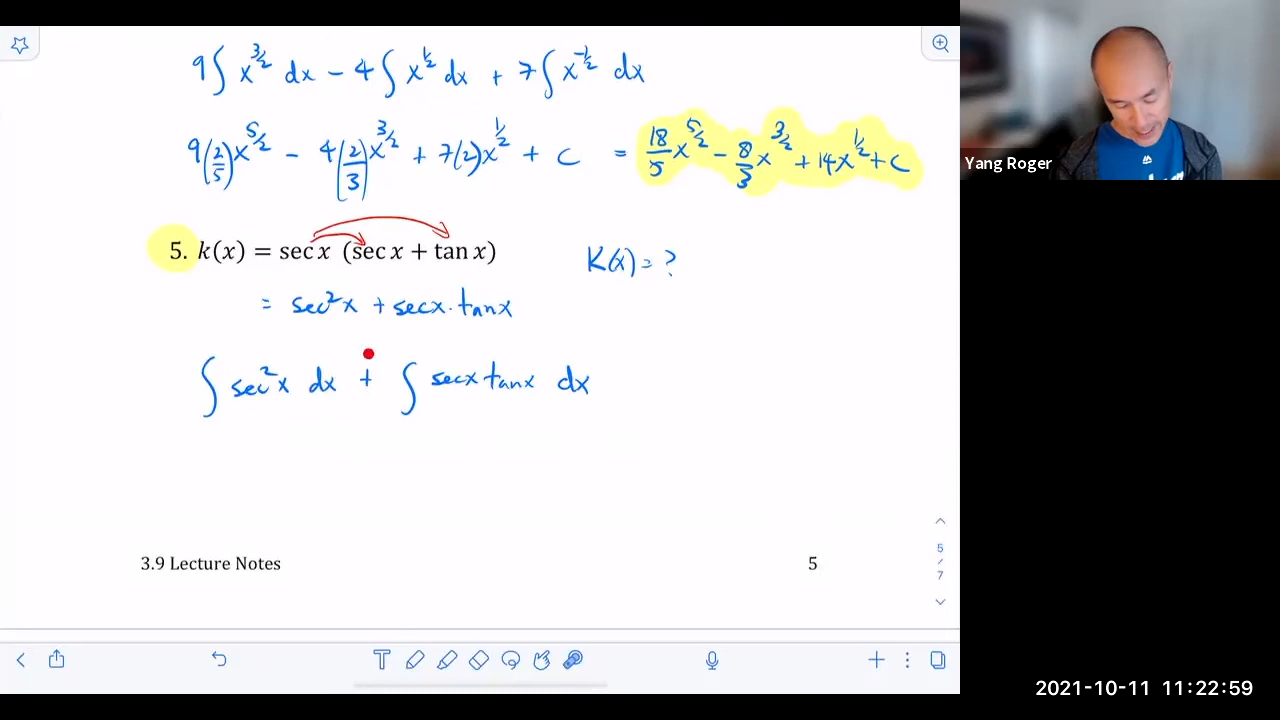 9∫ x^{3/2} dx − 4∫ x^{1/2} dx + 7∫ x^{-1/2} dx
9(2/5)x^{5/2} − 4(2/3)x^{3/2} + 7(2)x^{1/2} + C = 18/5 x^{5/2} − 8/3 x^{3/2} + 14x^{1/2} + C
Yang Roger
5. k(x) = sec x (sec x + tan x) K(x) = ?
= sec²x + secx · tanx
∫ sec²x dx + ∫ secx tanx dx
3.9 Lecture Notes 5
5
/
7
T
2021-10-11 11:22:59